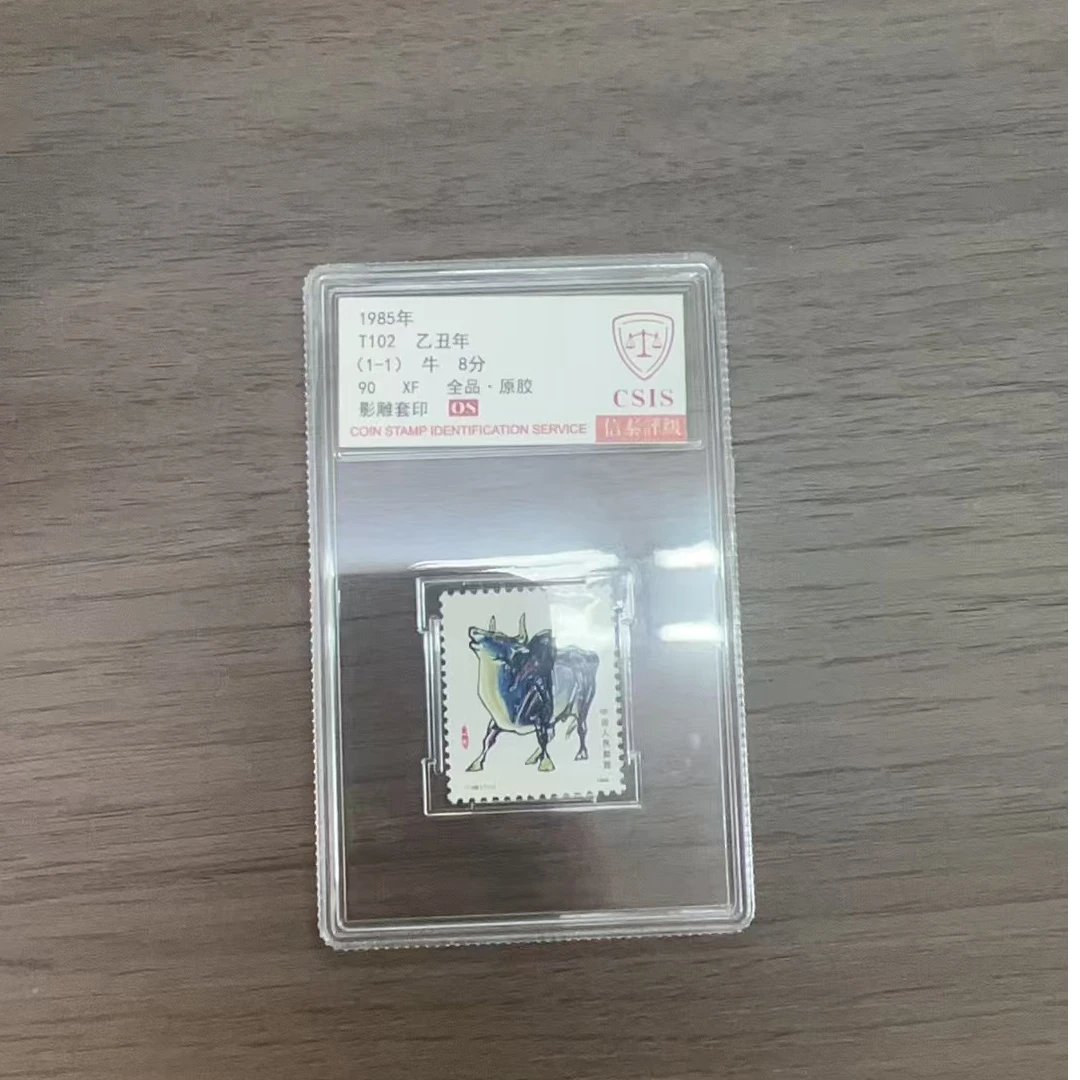 1985年
T102 乙丑年
(1-1) 牛 8分
90 XF 全品·原胶
影雕套印 OS
COIN STAMP IDENTIFICATION SERVICE
CSIS
信泰評級
中国人民邮政